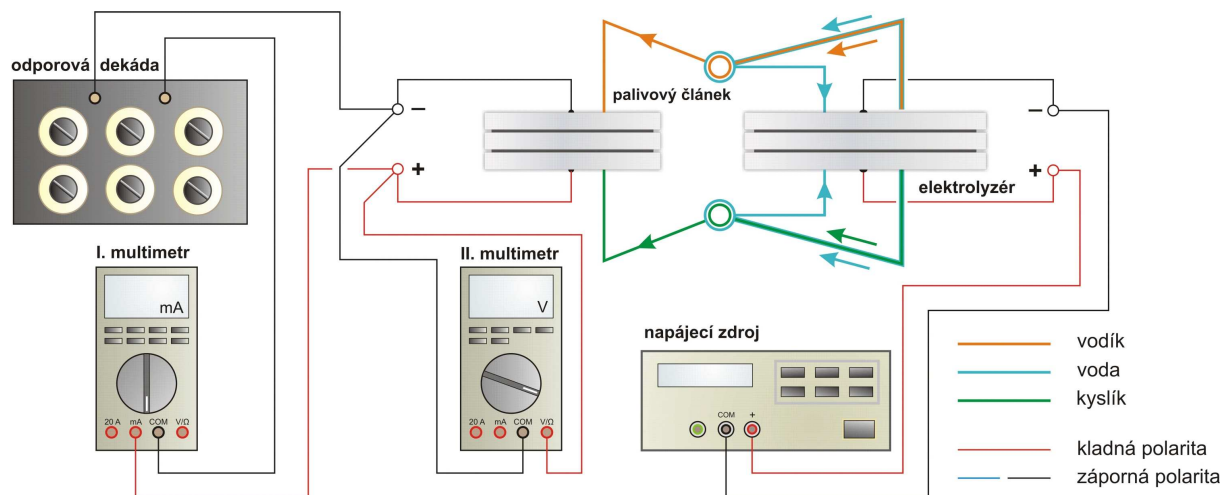 odporová dekáda
palivový článek
−
+
−
+
elektrolyzér
I. multimetr
mA
20 A mA COM V/Ω
II. multimetr
V
20 A mA COM V/Ω
napájecí zdroj
COM +
vodík
voda
kyslík
kladná polarita
záporná polarita